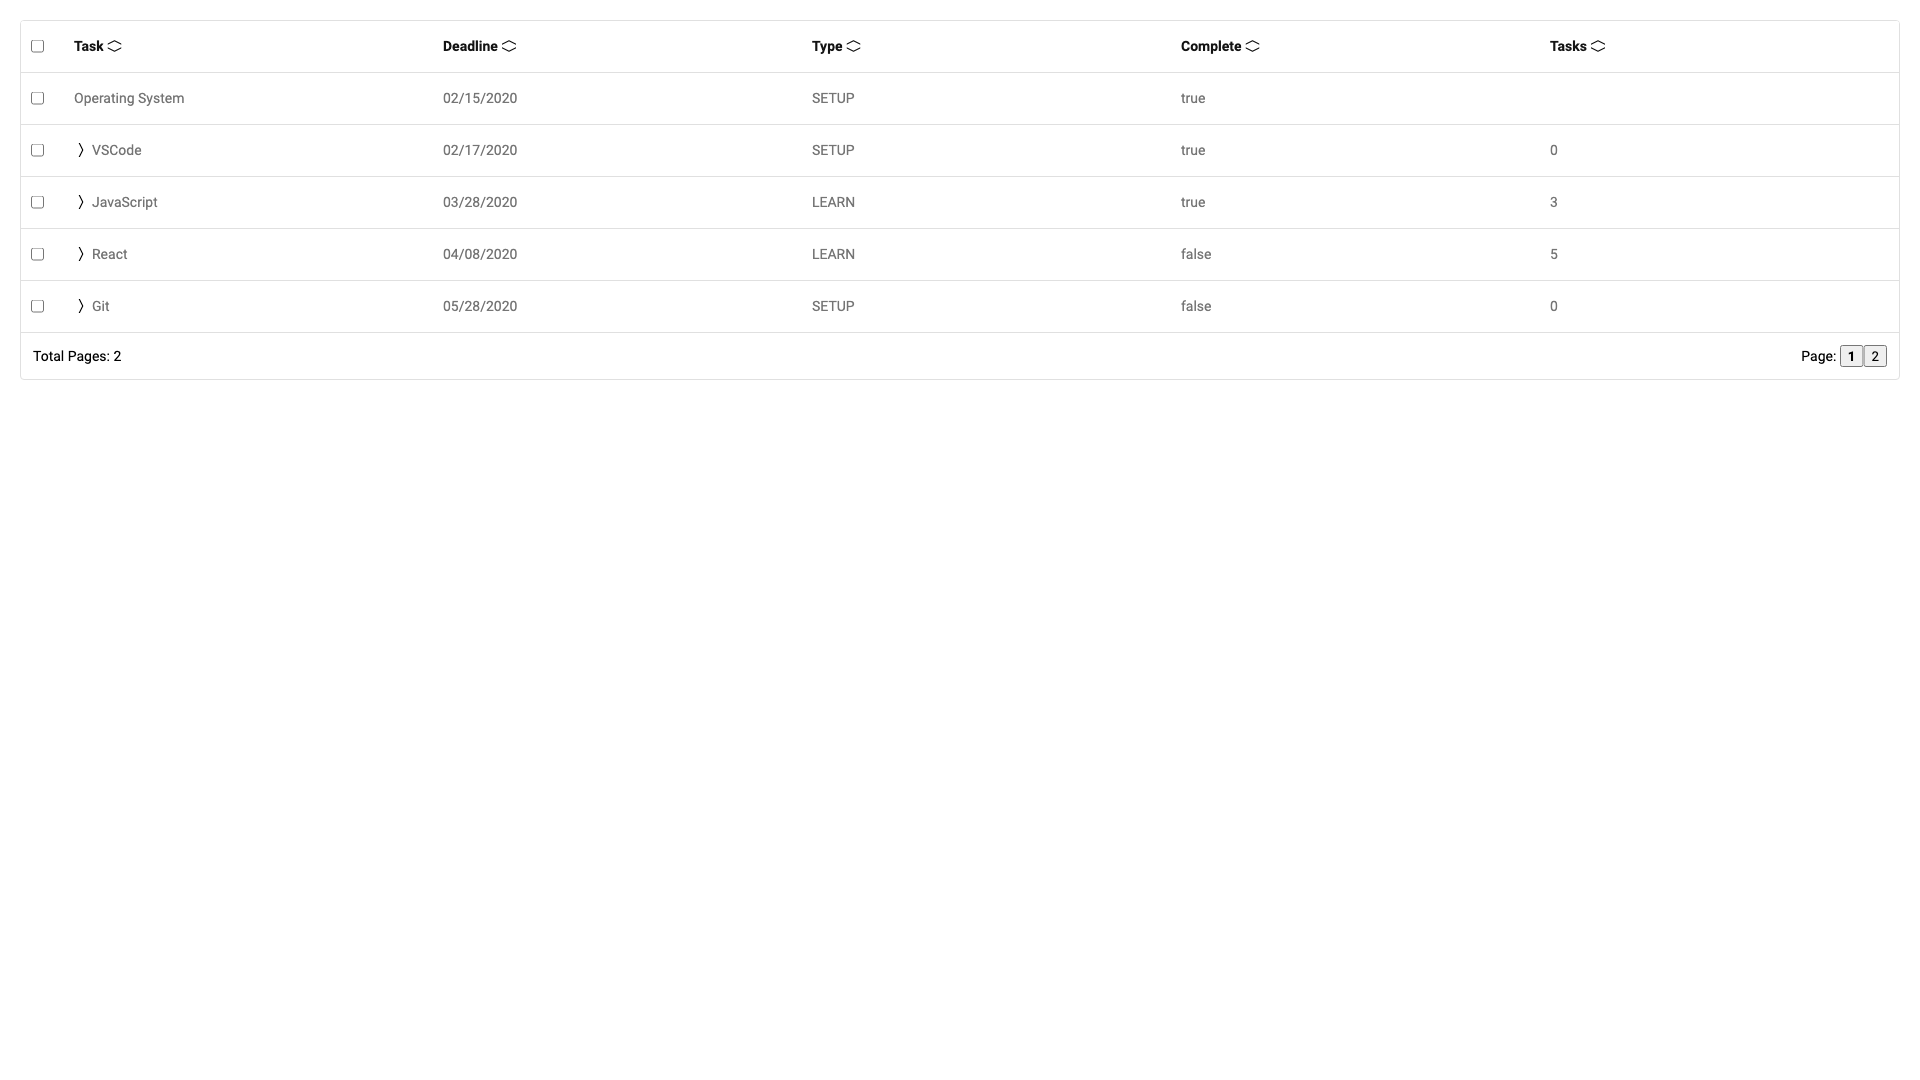 Task Deadline Type Complete Tasks
Operating System 02/15/2020 SETUP true
VSCode 02/17/2020 SETUP true 0
JavaScript 03/28/2020 LEARN true 3
React 04/08/2020 LEARN false 5
Git 05/28/2020 SETUP false 0
Total Pages: 2 Page: 1 2